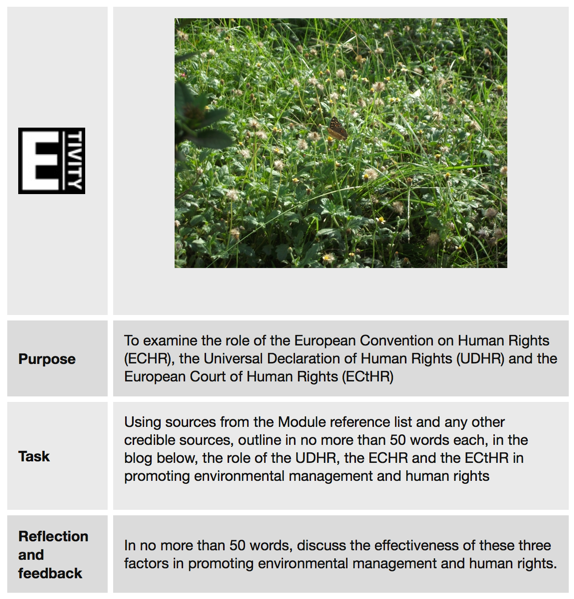 E
TIVITY
Purpose
To examine the role of the European Convention on Human Rights
(ECHR), the Universal Declaration of Human Rights (UDHR) and the
European Court of Human Rights (ECtHR)
Task
Using sources from the Module reference list and any other
credible sources, outline in no more than 50 words each, in the
blog below, the role of the UDHR, the ECHR and the ECtHR in
promoting environmental management and human rights
Reflection
and
feedback
In no more than 50 words, discuss the effectiveness of these three
factors in promoting environmental management and human rights.